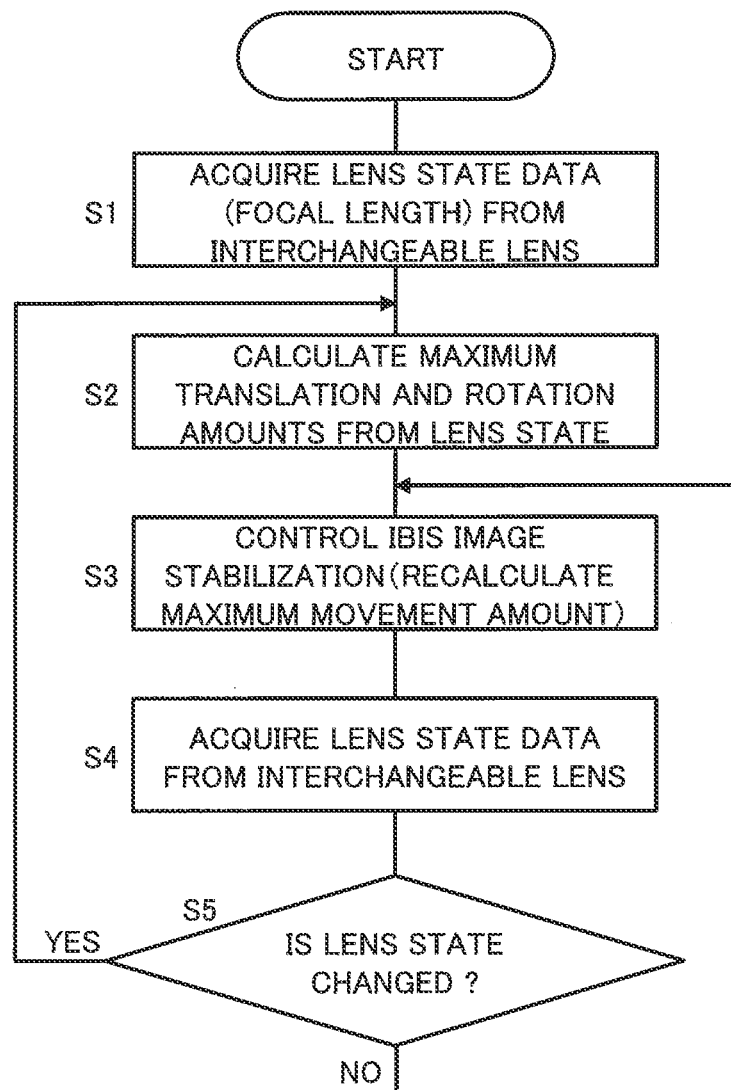 START
S1
ACQUIRE LENS STATE DATA
(FOCAL LENGTH) FROM
INTERCHANGEABLE LENS
S2
CALCULATE MAXIMUM
TRANSLATION AND ROTATION
AMOUNTS FROM LENS STATE
S3
CONTROL IBIS IMAGE
STABILIZATION(RECALCULATE
MAXIMUM MOVEMENT AMOUNT)
S4
ACQUIRE LENS STATE DATA
FROM INTERCHANGEABLE LENS
S5
YES
IS LENS STATE
CHANGED ?
NO